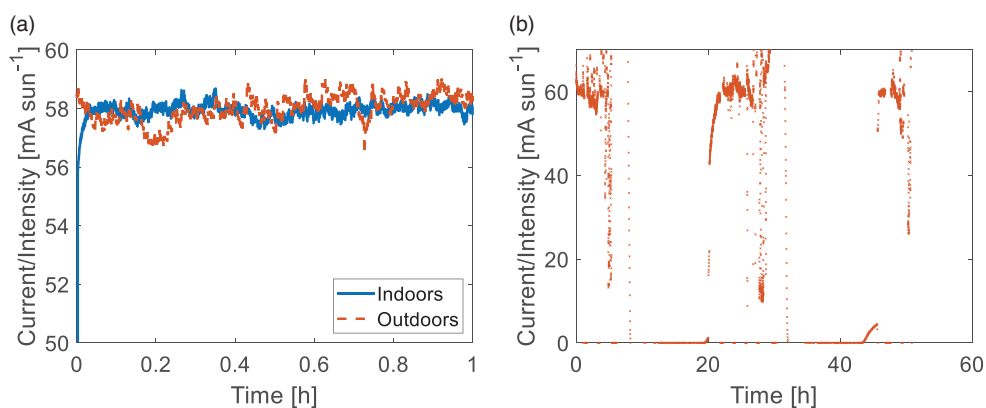 (a)
Current/Intensity [mA sun-1]
60
58
56
54
52
50
0
0.2
0.4
0.6
0.8
1
Time [h]
Indoors
Outdoors
(b)
Current/Intensity [mA sun-1]
60
40
20
0
0
20
40
60
Time [h]